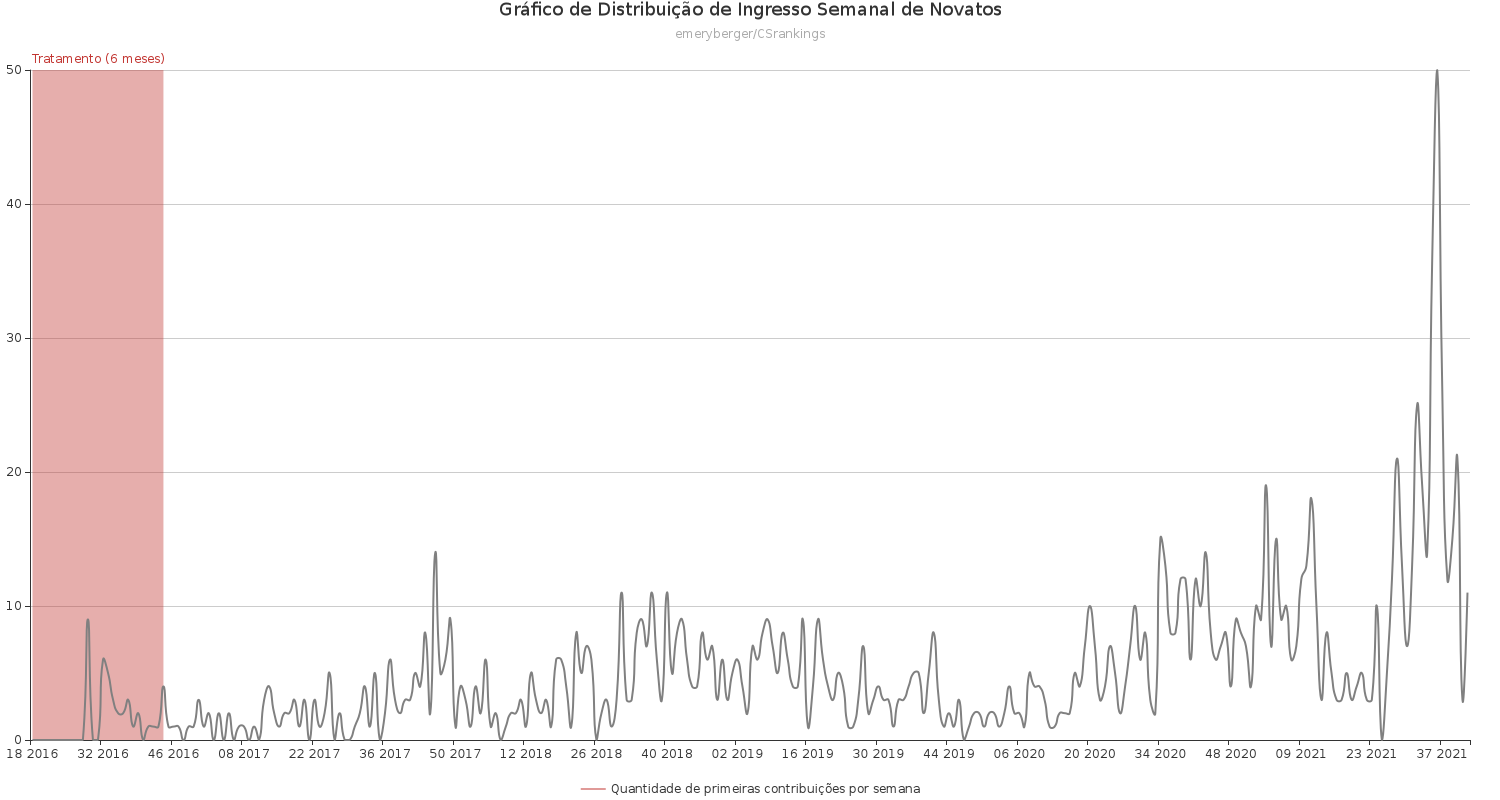 Gráfico de Distribuição de Ingresso Semanal de Novatos
emeryberger/CSrankings
Tratamento (6 meses)
50
40
30
20
10
0
18 2016 32 2016 46 2016 08 2017 22 2017 36 2017 50 2017 12 2018 26 2018 40 2018 02 2019 16 2019 30 2019 44 2019 06 2020 20 2020 34 2020 48 2020 09 2021 23 2021 37 2021
Quantidade de primeiras contribuições por semana